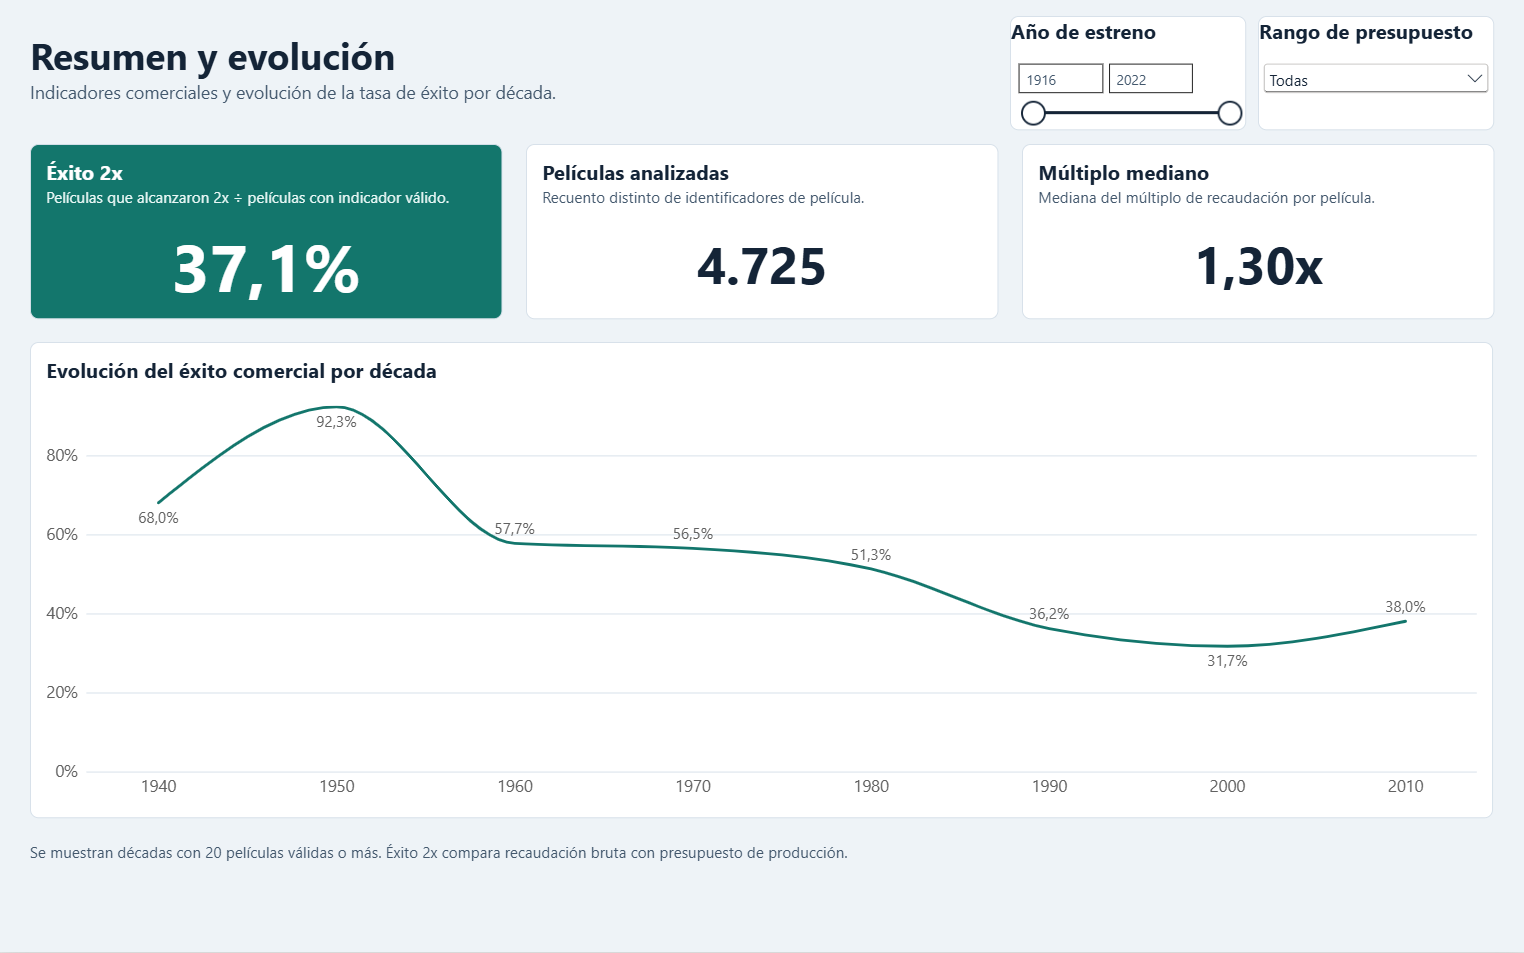 Resumen y evolución
Indicadores comerciales y evolución de la tasa de éxito por década.
Año de estreno
1916
2022
Rango de presupuesto
Todas
Éxito 2x
Películas que alcanzaron 2x ÷ películas con indicador válido.
37,1%
Películas analizadas
Recuento distinto de identificadores de película.
4.725
Múltiplo mediano
Mediana del múltiplo de recaudación por película.
1,30x
Evolución del éxito comercial por década
80%
60%
40%
20%
0%
68,0%
92,3%
57,7%
56,5%
51,3%
36,2%
31,7%
38,0%
1940
1950
1960
1970
1980
1990
2000
2010
Se muestran décadas con 20 películas válidas o más. Éxito 2x compara recaudación bruta con presupuesto de producción.